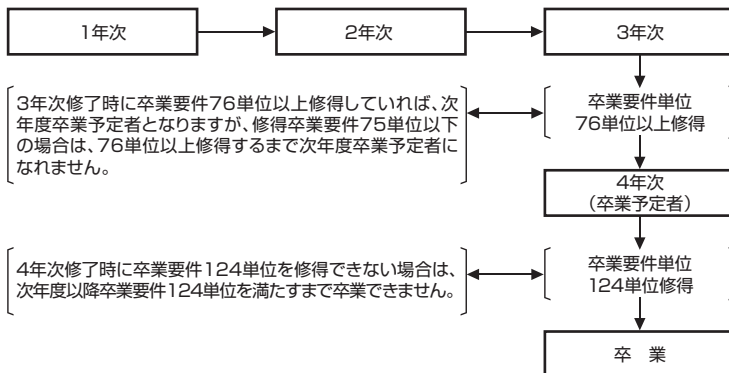 1年次
2年次
3年次
3年次修了時に卒業要件76単位以上修得していれば、次
年度卒業予定者となりますが、修得卒業要件75単位以下
の場合は、76単位以上修得するまで次年度卒業予定者に
なれません。
卒業要件単位
76単位以上修得
4年次
(卒業予定者)
4年次修了時に卒業要件124単位を修得できない場合は、
次年度以降卒業要件124単位を満たすまで卒業できません。
卒業要件単位
124単位修得
卒 業